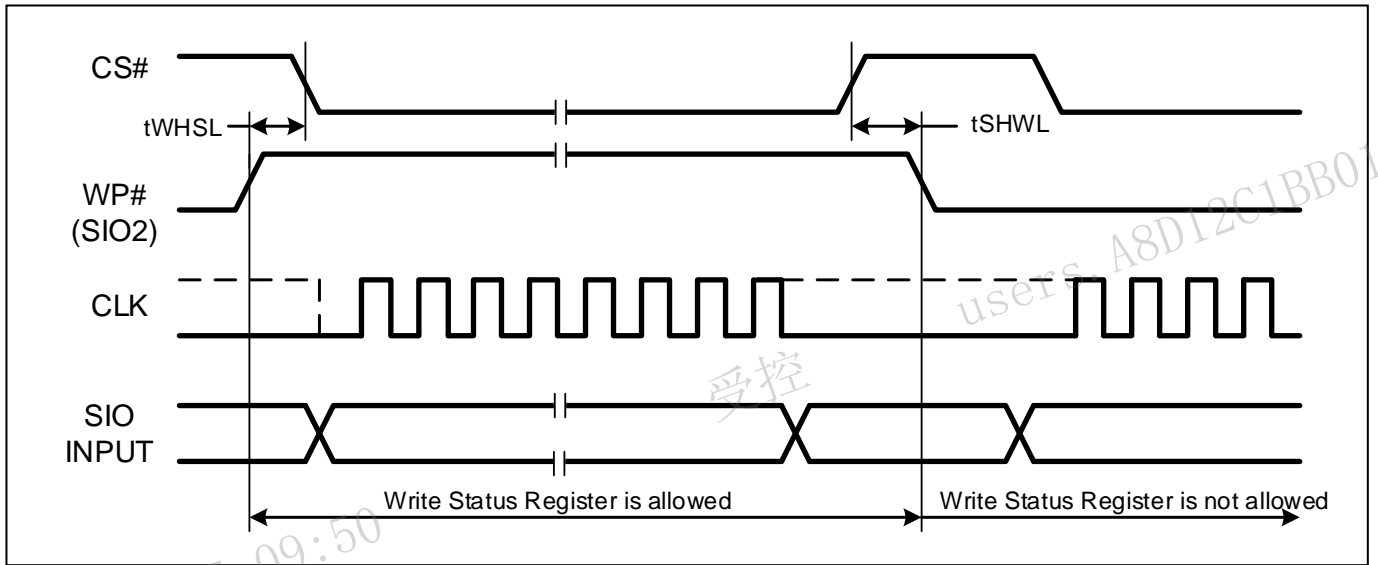 CS#
tWHSL
tSHWL
WP#
(SIO2)
users.A8D12C1BB01
CLK
受控
SIO
INPUT
Write Status Register is allowed
Write Status Register is not allowed
09:50